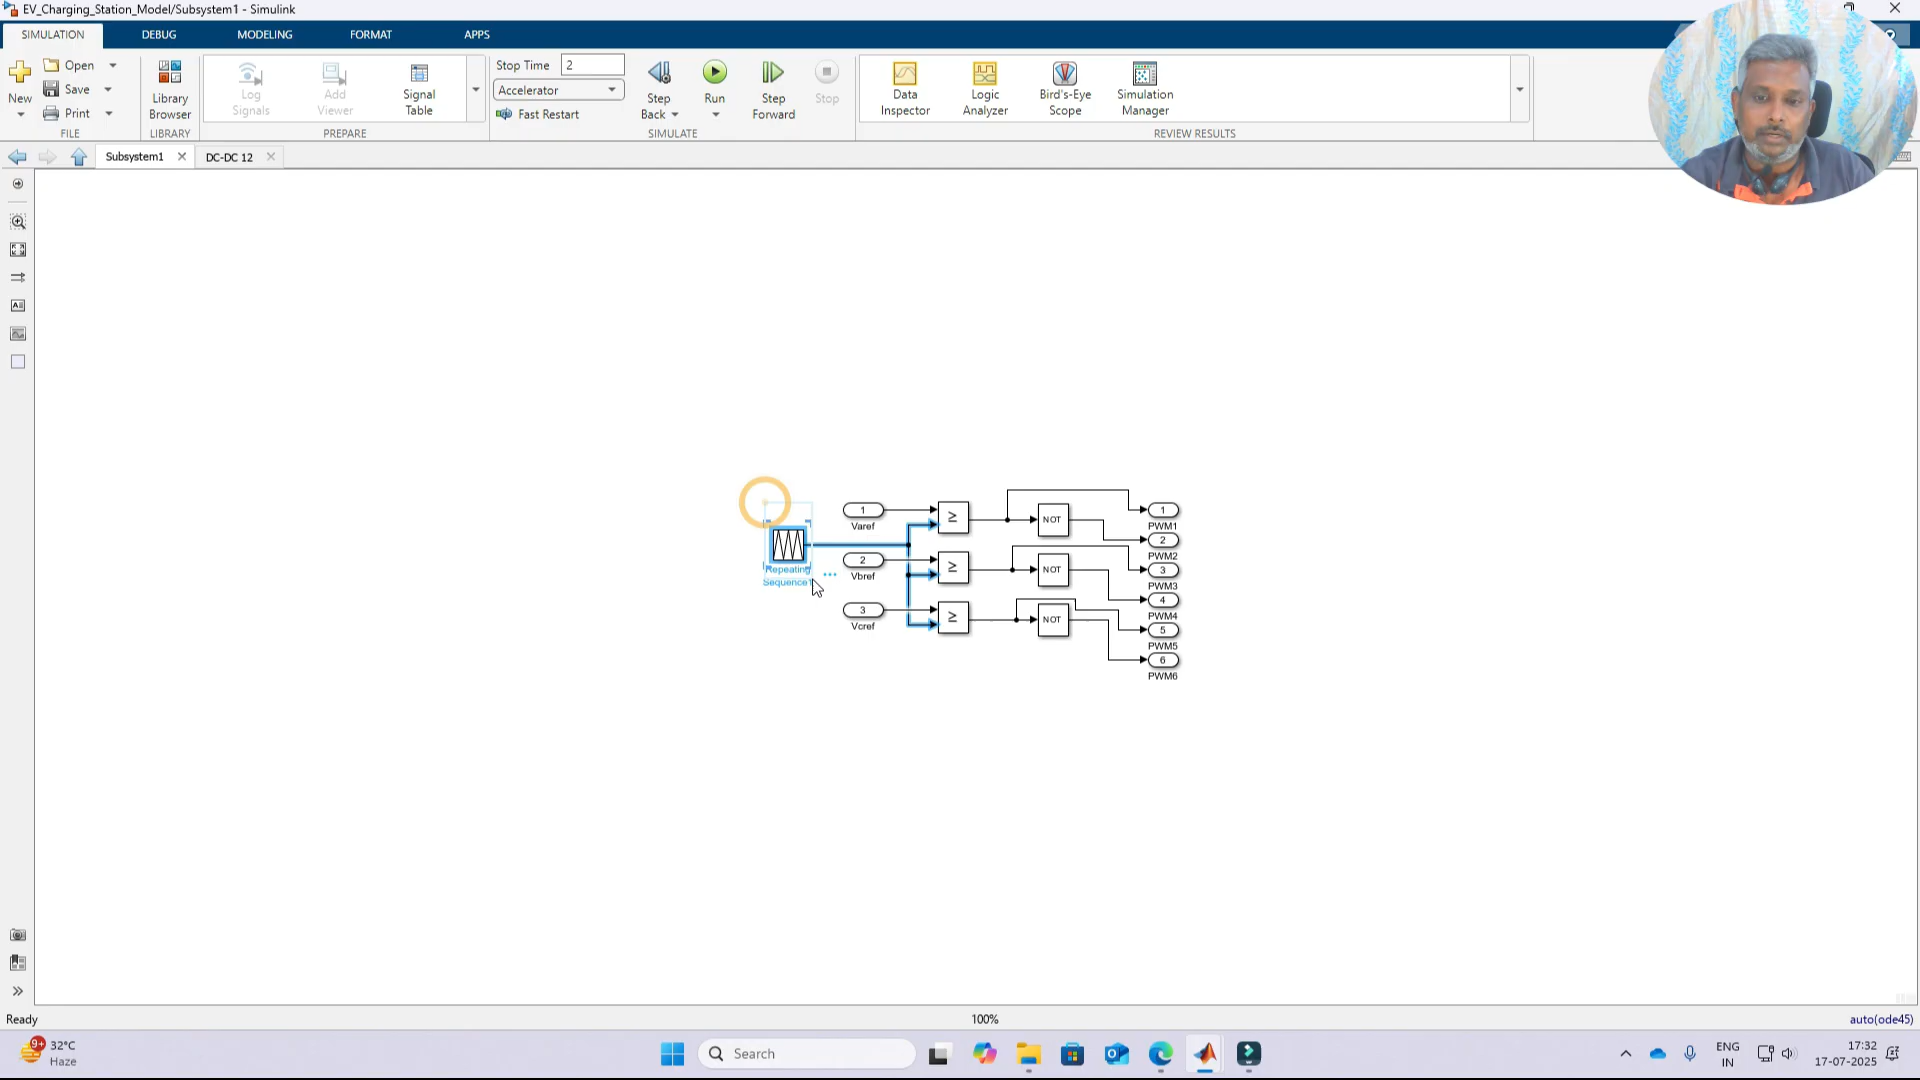 EV_Charging_Station_Model/Subsystem1 - Simulink
SIMULATION DEBUG MODELING FORMAT APPS
New
Open
Save
Print
FILE
Library
Browser
LIBRARY
Log
Signals
Add
Viewer
Signal
Table
PREPARE
Stop Time 2
Accelerator
Fast Restart
Step
Back
Run
Step
Forward
Stop
SIMULATE
Data
Inspector
Logic
Analyzer
Bird's-Eye
Scope
Simulation
Manager
REVIEW RESULTS
Subsystem1
DC-DC 12
Repeating
Sequence1
1
Varef
2
Vbref
3
Vcref
≥
≥
≥
NOT
NOT
NOT
1
PWM1
2
PWM2
3
PWM3
4
PWM4
5
PWM5
6
PWM6
Ready
100%
auto(ode45)
9+
32°C
Haze
Search
ENG
IN
17:32
17-07-2025